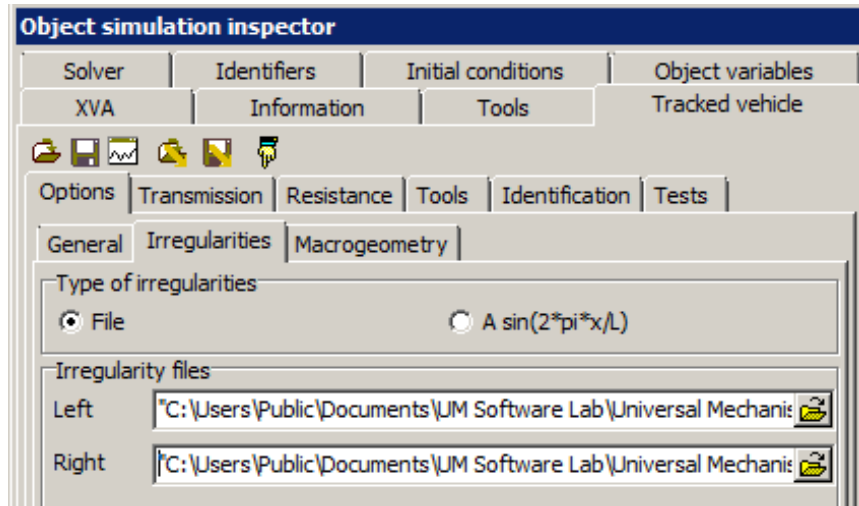 Object simulation inspector
Solver Identifiers Initial conditions Object variables
XVA Information Tools Tracked vehicle
Options Transmission Resistance Tools Identification Tests
General Irregularities Macrogeometry
Type of irregularities
File A sin(2*pi*x/L)
Irregularity files
Left "C:\Users\Public\Documents\UM Software Lab\Universal Mechanis
Right "C:\Users\Public\Documents\UM Software Lab\Universal Mechanis